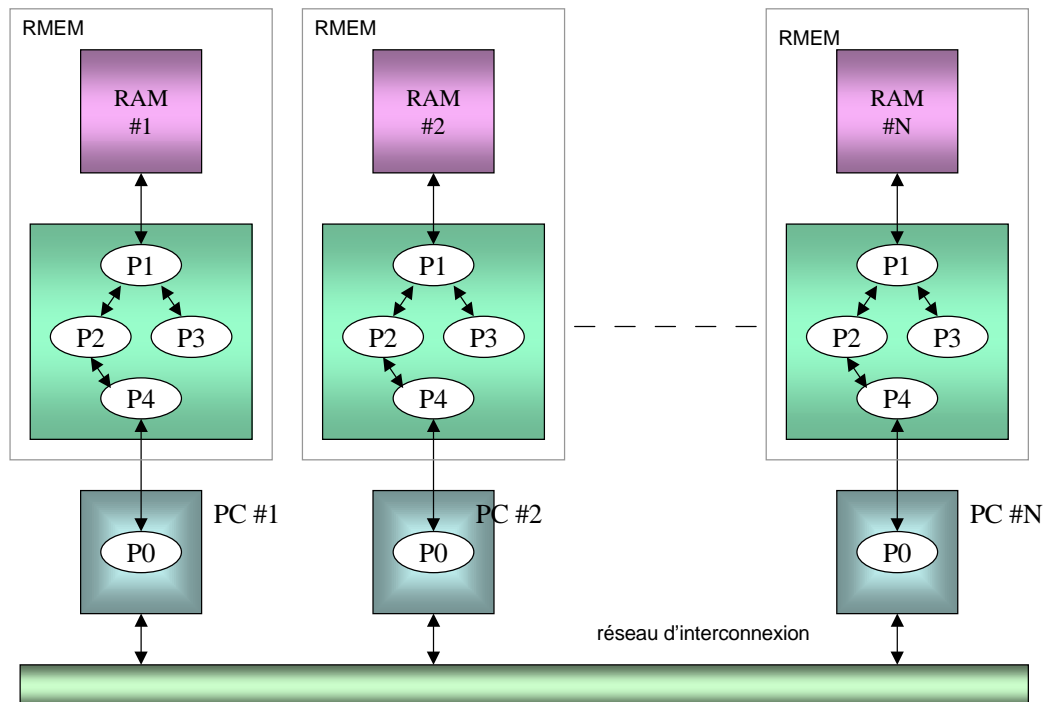 RMEM
RMEM
RMEM
RAM
#1
RAM
#2
RAM
#N
P1
P1
P1
P2
P3
P2
P3
P2
P3
P4
P4
P4
PC #1
PC #2
PC #N
P0
P0
P0
réseau d'interconnexion